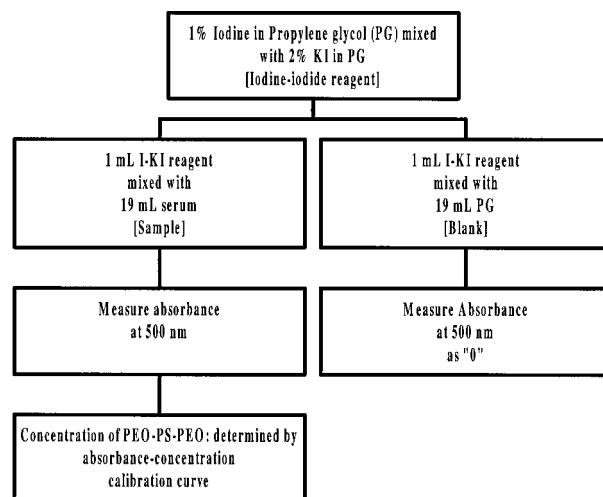 1% Iodine in Propylene glycol (PG) mixed
with 2% KI in PG
[Iodine-iodide reagent]
1 mL I-KI reagent
mixed with
19 mL serum
[Sample]
1 mL I-KI reagent
mixed with
19 mL PG
[Blank]
Measure absorbance
at 500 nm
Measure Absorbance
at 500 nm
as "0"
Concentration of PEO-PS-PEO: determined by
absorbance-concentration
calibration curve